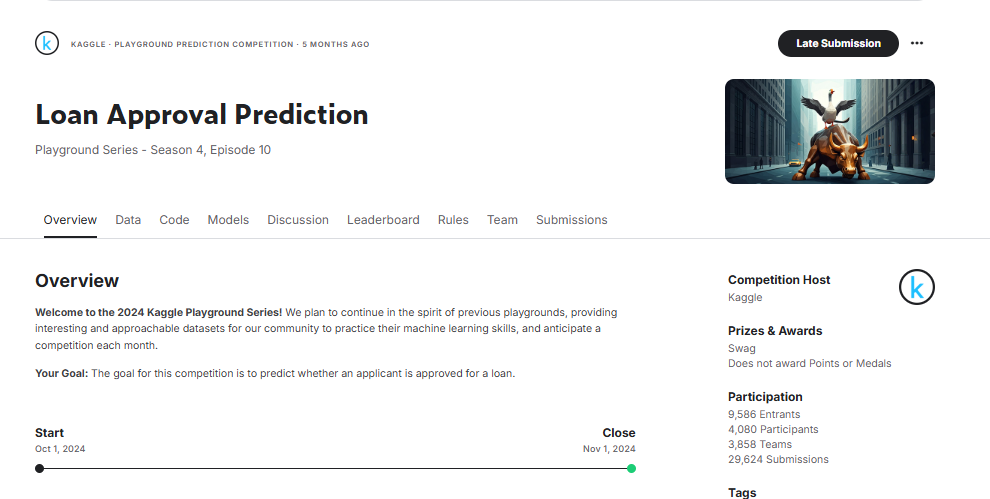 KAGGLE · PLAYGROUND PREDICTION COMPETITION · 5 MONTHS AGO
Late Submission
Loan Approval Prediction
Playground Series - Season 4, Episode 10
Overview Data Code Models Discussion Leaderboard Rules Team Submissions
Overview
Welcome to the 2024 Kaggle Playground Series! We plan to continue in the spirit of previous playgrounds, providing
interesting and approachable datasets for our community to practice their machine learning skills, and anticipate a
competition each month.
Your Goal: The goal for this competition is to predict whether an applicant is approved for a loan.
Start
Oct 1, 2024
Close
Nov 1, 2024
Competition Host
Kaggle
k
Prizes & Awards
Swag
Does not award Points or Medals
Participation
9,586 Entrants
4,080 Participants
3,858 Teams
29,624 Submissions
Tags